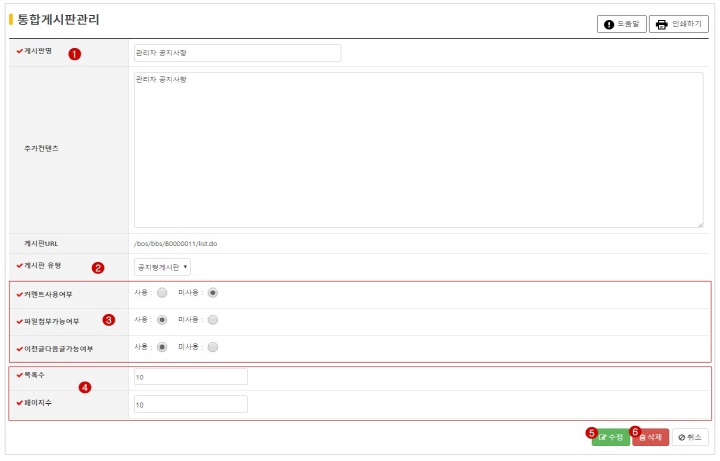 통합게시판관리
도움말
인쇄하기
게시판명
1
관리자 공지사항
관리자 공지사항
추가컨텐츠
게시판URL
/bos/bbs/B0000011/list.do
게시판 유형
2
공지형게시판
커멘트사용여부
사용 : 미사용 :
파일첨부가능여부
3
사용 : 미사용 :
이전글다음글가능여부
사용 : 미사용 :
목록수
10
4
페이지수
10
5
수정
6
삭제
취소